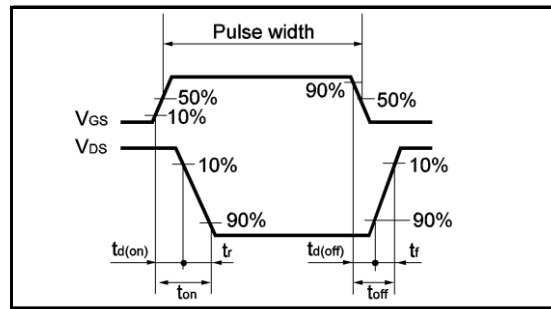 Pulse width
90%
50%
50%
10%
VGS
VDS
10%
10%
90%
90%
td(on)
tr
td(off)
tf
ton
toff